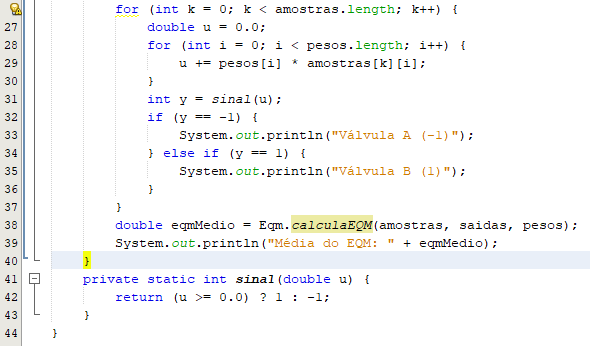 for (int k = 0; k < amostras.length; k++) {
27 double u = 0.0;
28 for (int i = 0; i < pesos.length; i++) {
29 u += pesos[i] * amostras[k][i];
30 }
31 int y = sinal(u);
32 if (y == -1) {
33 System.out.println("Válvula A (-1)");
34 } else if (y == 1) {
35 System.out.println("Válvula B (1)");
36 }
37 }
38 double eqmMedio = Eqm.calculaEQM(amostras, saidas, pesos);
39 System.out.println("Média do EQM: " + eqmMedio);
40 }
41 private static int sinal(double u) {
42 return (u >= 0.0) ? 1 : -1;
43 }
44 }